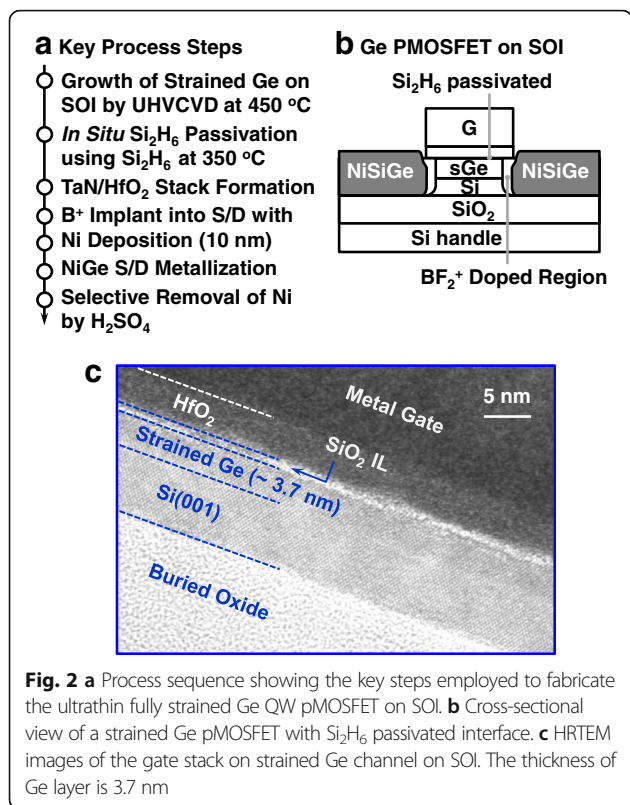 a Key Process Steps
Growth of Strained Ge on
SOI by UHVCVD at 450 °C
In Situ Si₂H₆ Passivation
using Si₂H₆ at 350 °C
TaN/HfO₂ Stack Formation
B⁺ Implant into S/D with
Ni Deposition (10 nm)
NiGe S/D Metallization
Selective Removal of Ni
by H₂SO₄
b Ge PMOSFET on SOI
Si₂H₆ passivated
G
NiSiGe
sGe
NiSiGe
Si
SiO₂
Si handle
BF₂⁺ Doped Region
c
HfO₂
Metal Gate
5 nm
SiO₂ IL
Strained Ge (~ 3.7 nm)
Si(001)
Buried Oxide
Fig. 2 a Process sequence showing the key steps employed to fabricate
the ultrathin fully strained Ge QW pMOSFET on SOI. b Cross-sectional
view of a strained Ge pMOSFET with Si₂H₆ passivated interface. c HRTEM
images of the gate stack on strained Ge channel on SOI. The thickness of
Ge layer is 3.7 nm